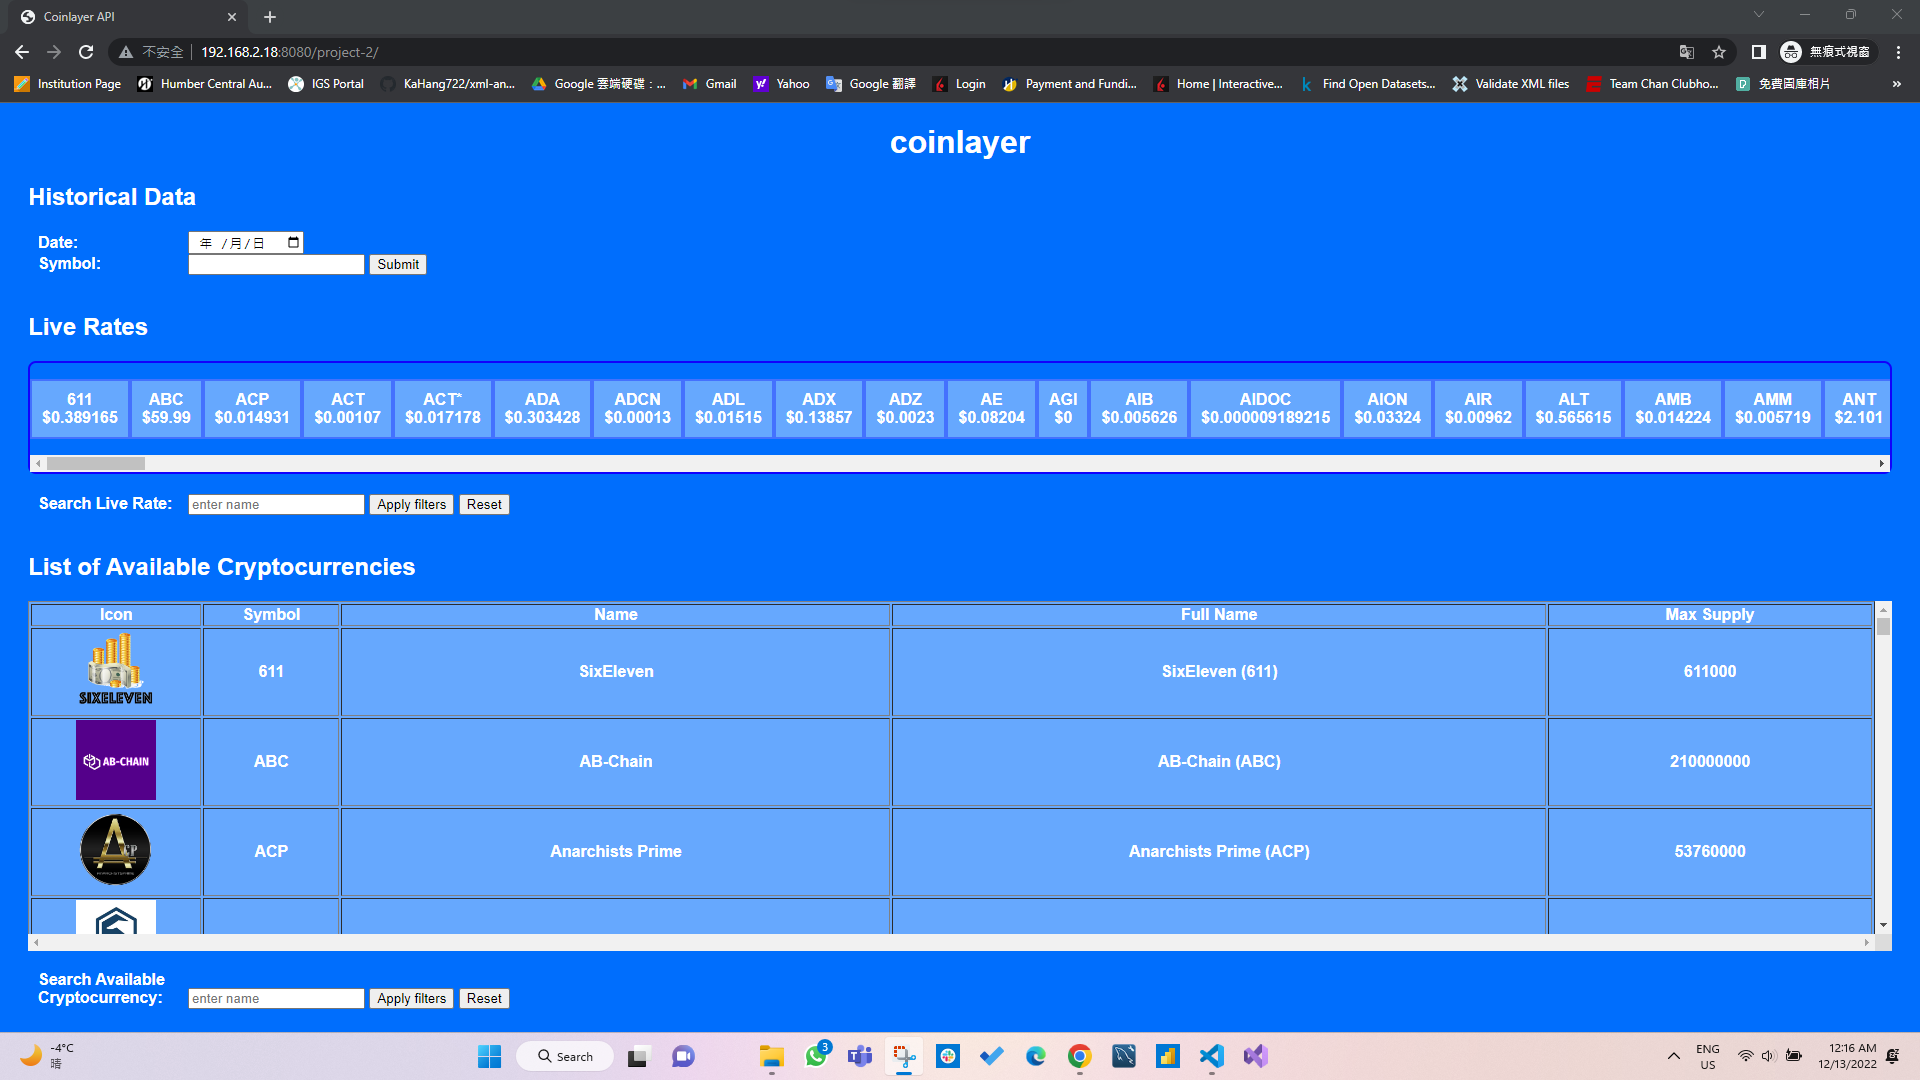 Coinlayer API
不安全 192.168.2.18:8080/project-2/
無痕式視窗
Institution Page Humber Central Au... IGS Portal KaHang722/xml-an... Google 雲端硬碟：... Gmail Yahoo Google 翻譯 Login Payment and Fundi... Home | Interactive... Find Open Datasets... Validate XML files Team Chan Clubho... 免費圖庫相片 »
coinlayer
Historical Data
Date: 年 /月/日
Symbol: Submit
Live Rates
611 ABC ACP ACT ACT* ADA ADCN ADL ADX ADZ AE AGI AIB AIDOC AION AIR ALT AMB AMM ANT
$0.389165 $59.99 $0.014931 $0.00107 $0.017178 $0.303428 $0.00013 $0.01515 $0.13857 $0.0023 $0.08204 $0 $0.005626 $0.000009189215 $0.03324 $0.00962 $0.565615 $0.014224 $0.005719 $2.101
Search Live Rate: enter name Apply filters Reset
List of Available Cryptocurrencies
Icon Symbol Name Full Name Max Supply
SIXELEVEN 611 SixEleven SixEleven (611) 611000
AB-CHAIN ABC AB-Chain AB-Chain (ABC) 210000000
ACP Anarchists Prime Anarchists Prime (ACP) 53760000
Search Available
Cryptocurrency: enter name Apply filters Reset
-4°C
晴
Search
3
ENG
US
12:16 AM
12/13/2022